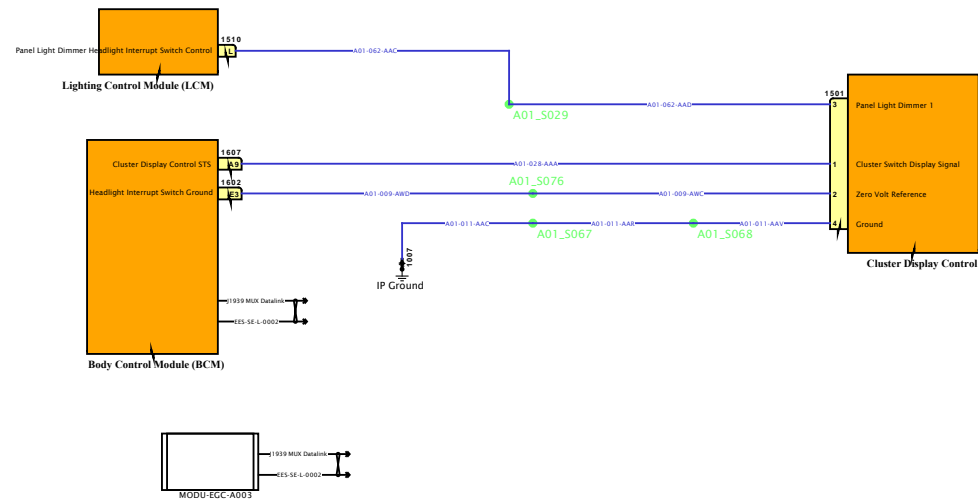 1510
Panel Light Dimmer Headlight Interrupt Switch Control
L
A01-062-AAC
Lighting Control Module (LCM)
1501
3
A01-062-AAD
Panel Light Dimmer 1
A01_S029
1607
Cluster Display Control STS
A9
A01-028-AAA
1
Cluster Switch Display Signal
1602
A01_S076
Headlight Interrupt Switch Ground
E3
A01-009-AWD
A01-009-AWC
2
Zero Volt Reference
A01-011-AAC
A01-011-AAR
A01-011-AAV
4
Ground
A01_S067
A01_S068
1007
Cluster Display Control
IP Ground
J1939 MUX Datalink
EES-SE-L-0002
Body Control Module (BCM)
J1939 MUX Datalink
EES-SE-L-0002
MODU-EGC-A003